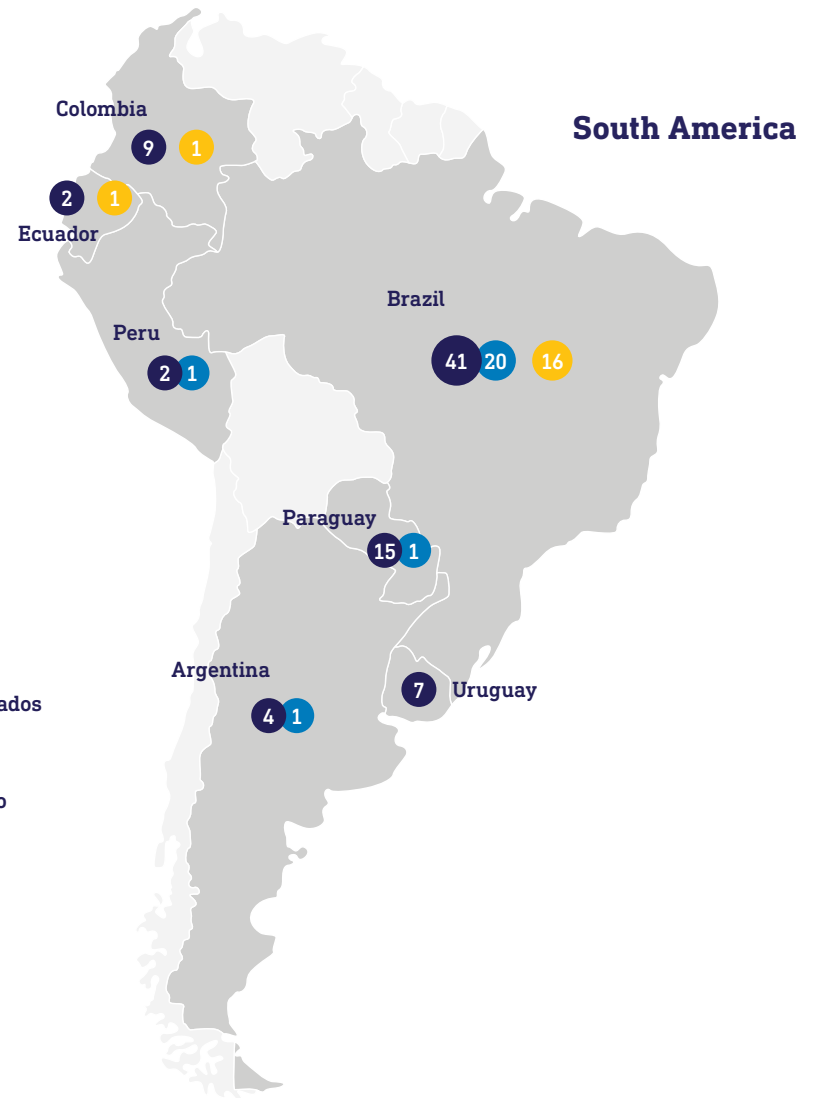 South America
Colombia
9 1
2 1
Ecuador
Brazil
41 20 16
Peru
2 1
Paraguay
15 1
Argentina
4 1
7 Uruguay
ados
o